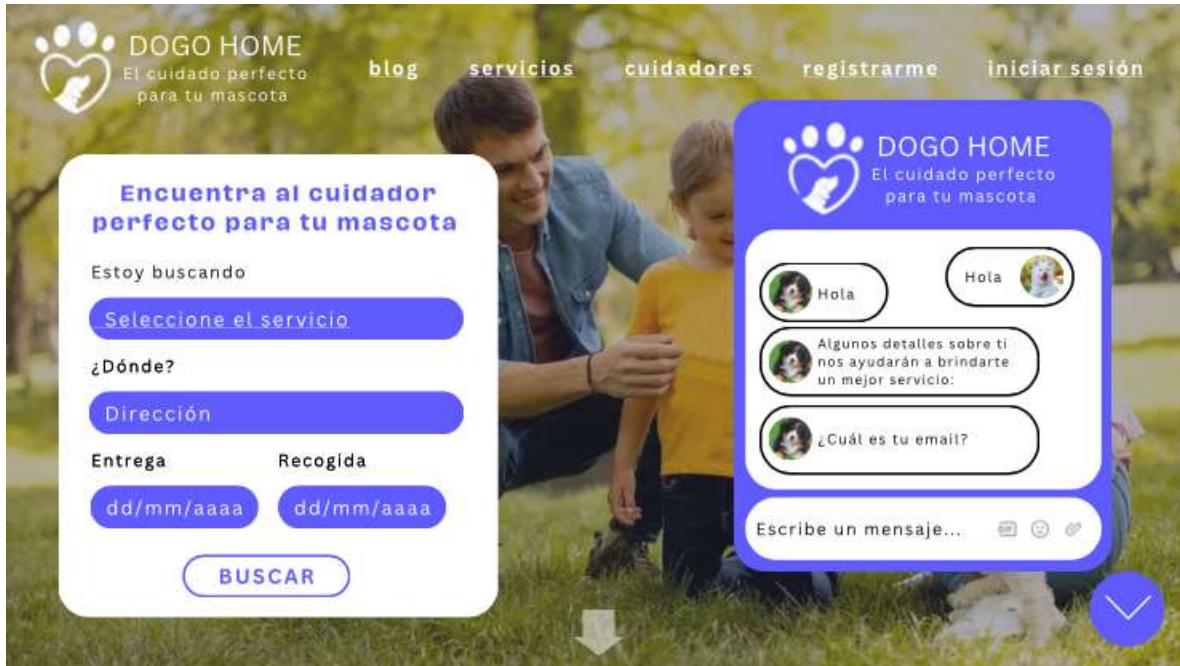 DOGO HOME
El cuidado perfecto
para tu mascota
blog
servicios
cuidadores
registrarme
iniciar sesión
Encuentra al cuidador
perfecto para tu mascota
Estoy buscando
Seleccione el servicio
¿Dónde?
Dirección
Entrega
Recogida
dd/mm/aaaa
dd/mm/aaaa
BUSCAR
DOGO HOME
El cuidado perfecto
para tu mascota
Hola
Hola
Algunos detalles sobre ti
nos ayudarán a brindarte
un mejor servicio:
¿Cuál es tu email?
Escribe un mensaje...